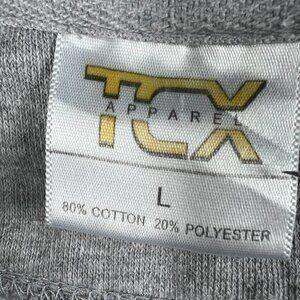 TCX
APPAREL
L
80% COTTON 20% POLYESTER